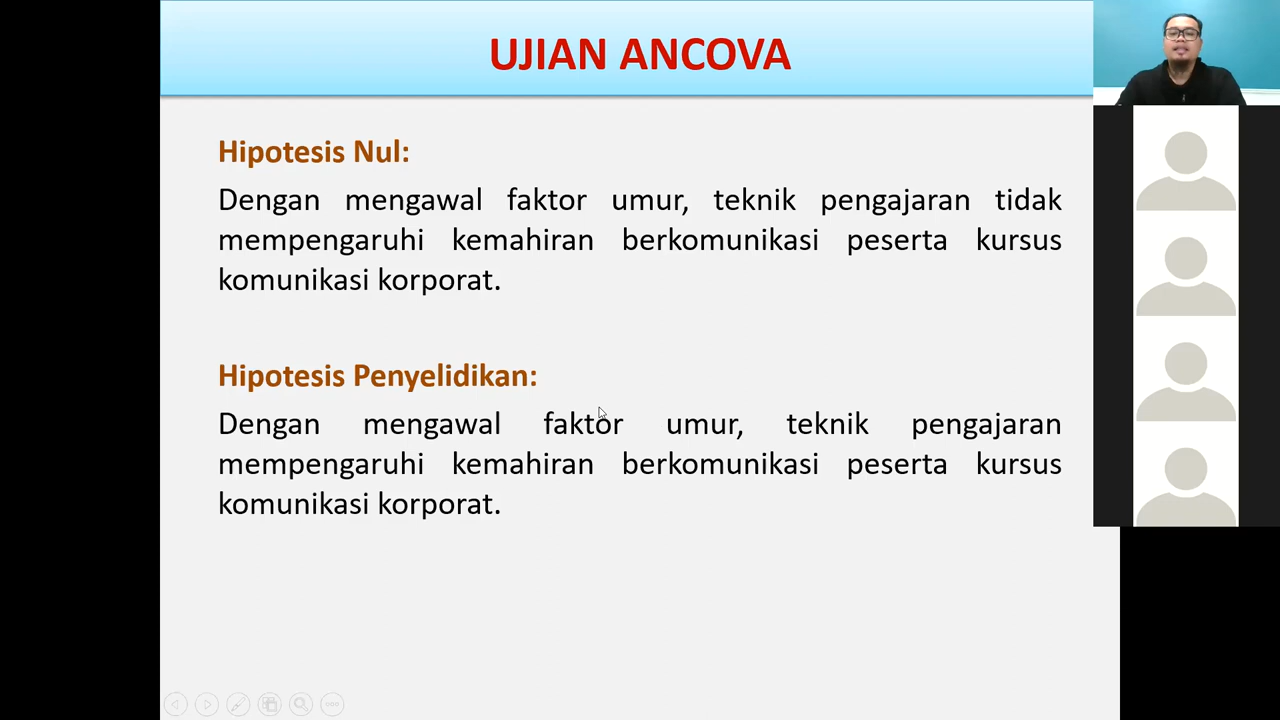 UJIAN ANCOVA
Hipotesis Nul:
Dengan mengawal faktor umur, teknik pengajaran tidak
mempengaruhi kemahiran berkomunikasi peserta kursus
komunikasi korporat.
Hipotesis Penyelidikan:
Dengan mengawal faktor umur, teknik pengajaran
mempengaruhi kemahiran berkomunikasi peserta kursus
komunikasi korporat.